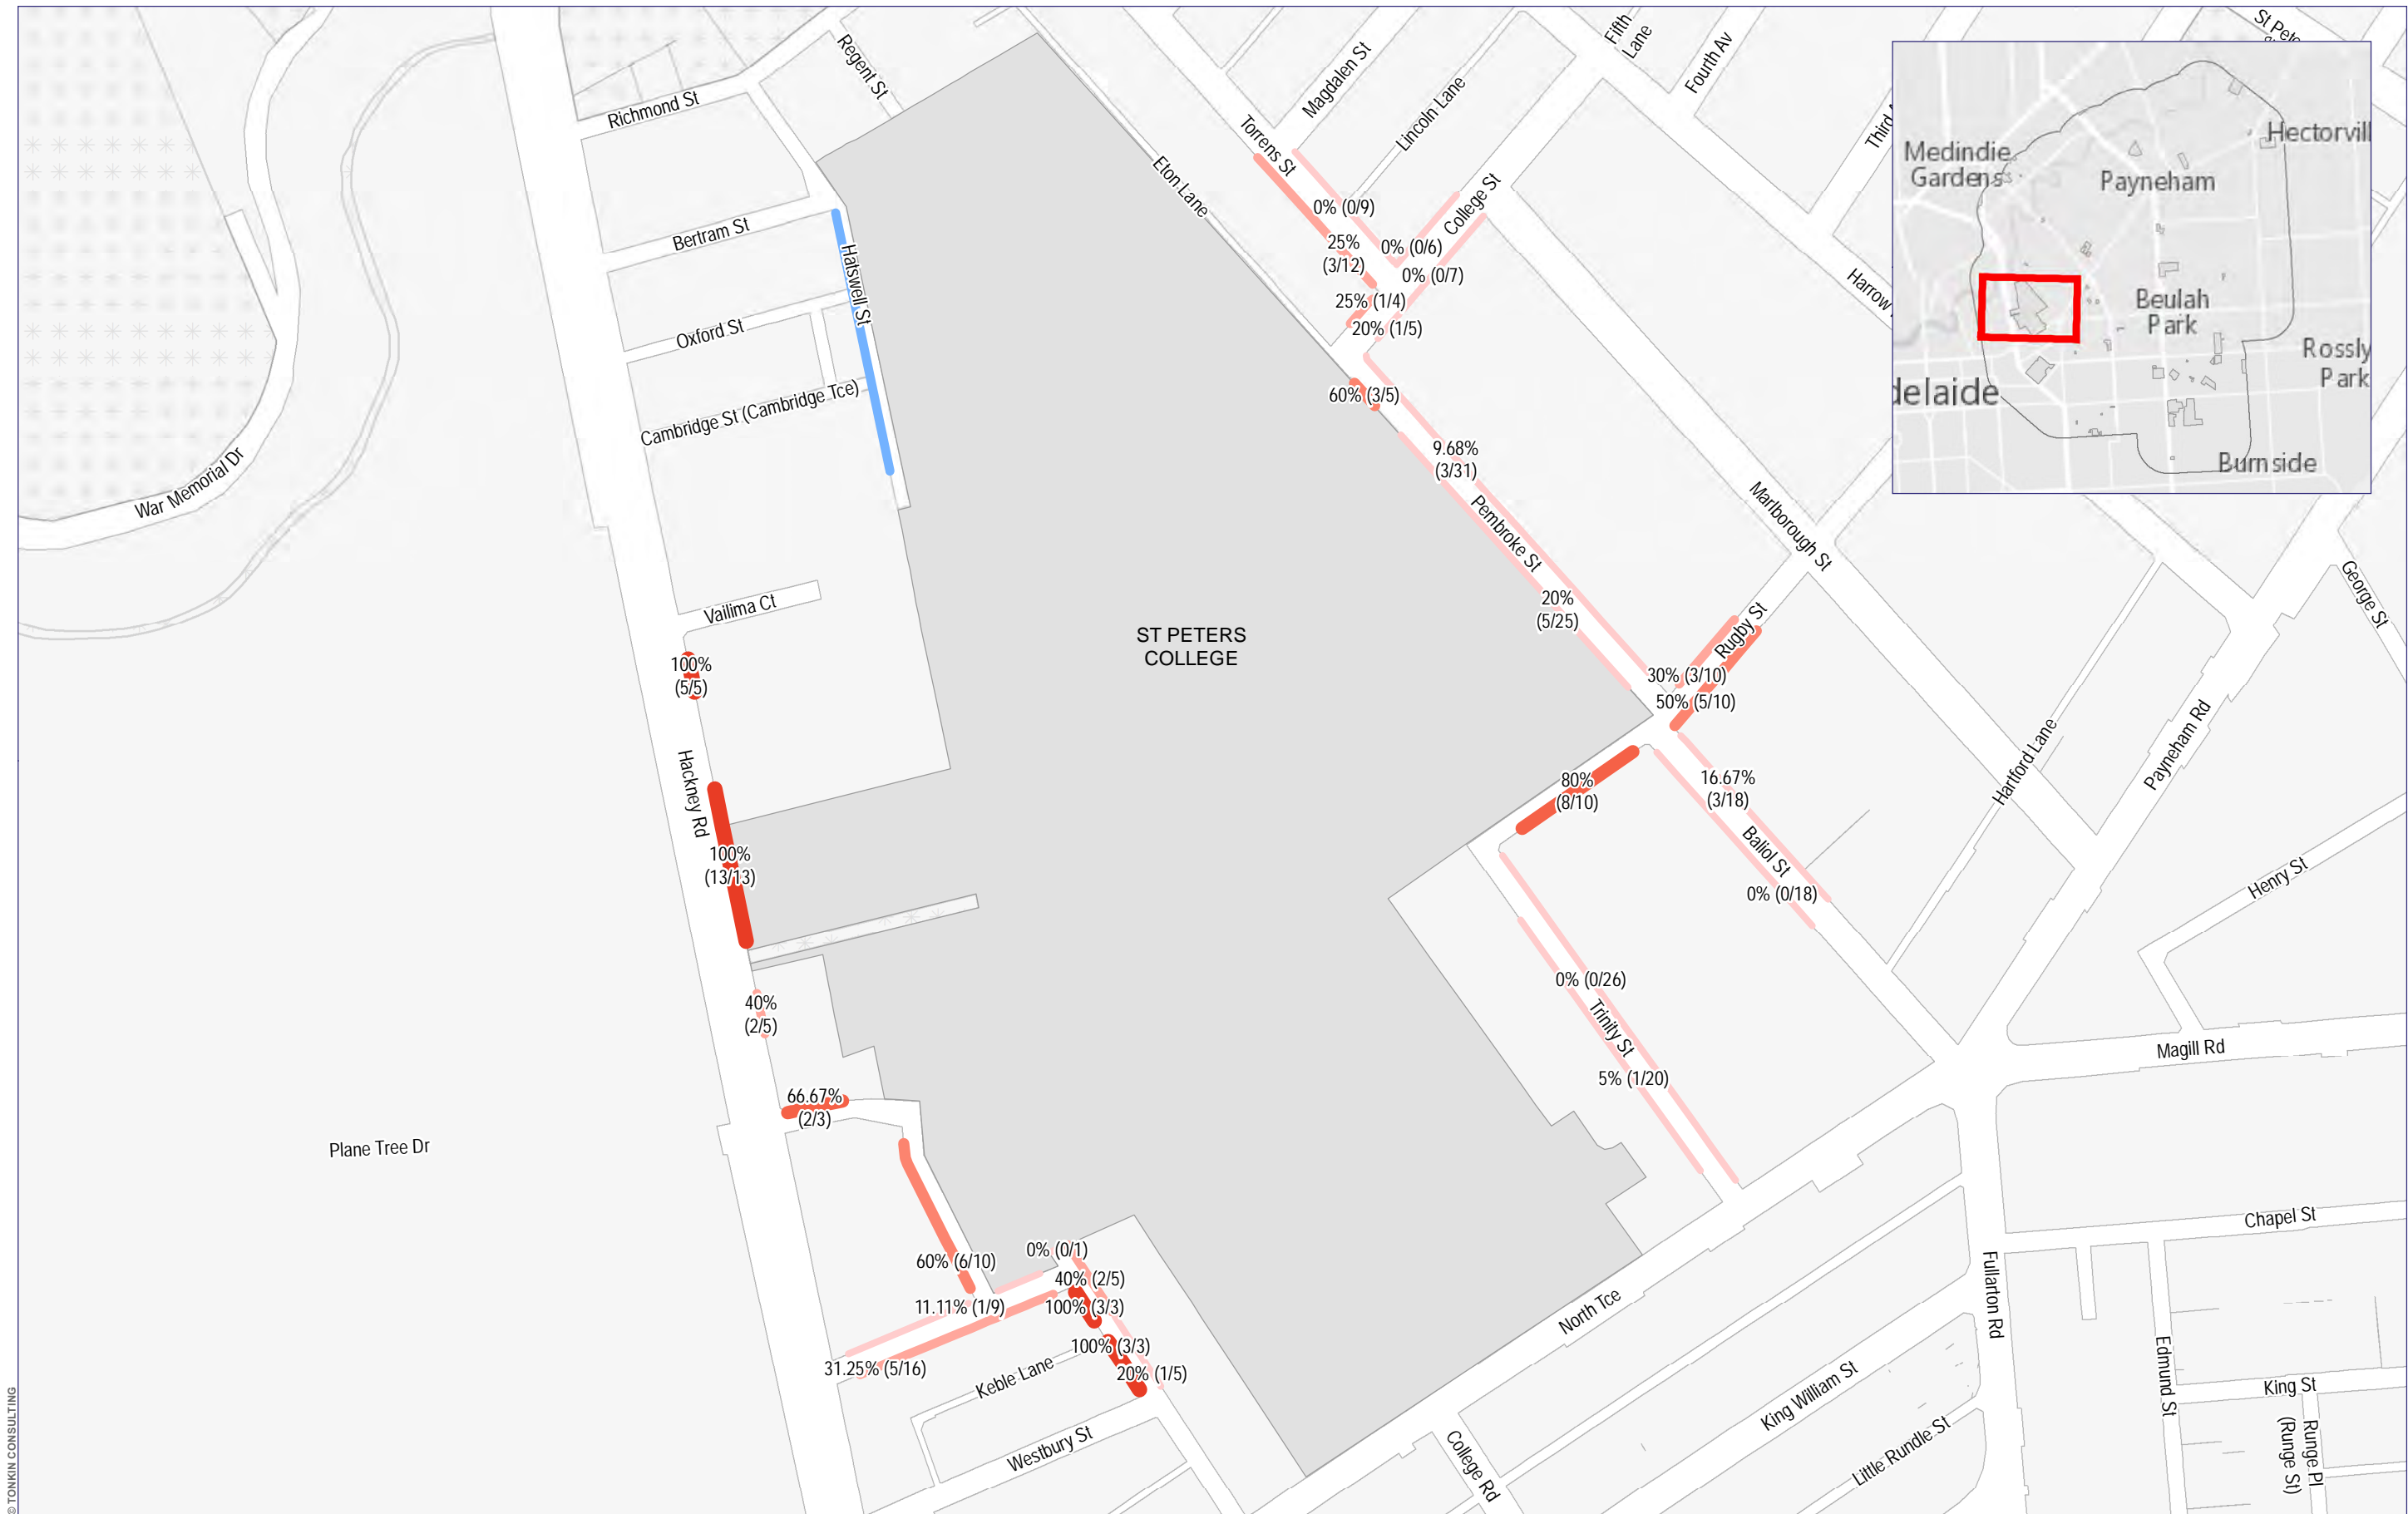 Richmond St
Regent St
Bertram St
Hatswell St
Oxford St
Cambridge St (Cambridge Tce)
War Memorial Dr
Vailima Ct
Hackney Rd
Plane Tree Dr
Eton Lane
Torrens St
Magdalen St
Lincoln Lane
College St
Fifth
Lane
Fourth Av
Third
St Pete
Harrow
Medindie
Gardens
Payneham
Hectorvill
Beulah
Park
Rossly
Park
delaide
Burnside
0% (0/9)
25%
(3/12)
0% (0/6)
0% (0/7)
25% (1/4)
20% (1/5)
60% (3/5)
9.68%
(3/31)
Pembroke St
20%
(5/25)
Marlborough St
Rugby St
30% (3/10)
50% (5/10)
George St
ST PETERS
COLLEGE
100%
(5/5)
100%
(13/13)
40%
(2/5)
66.67%
(2/3)
80%
(8/10)
16.67%
(3/18)
Baliol St
0% (0/18)
Hartford Lane
Payneham Rd
Henry St
0% (0/26)
Trinity St
5% (1/20)
Magill Rd
60% (6/10)
0% (0/1)
40% (2/5)
11.11% (1/9)
100% (3/3)
100% (3/3)
31.25% (5/16)
20% (1/5)
Keble Lane
Westbury St
North Tce
College Rd
King William St
Little Rundle St
Fullarton Rd
Chapel St
Edmund St
King St
Runge Pl
(Runge St)
© TONKIN CONSULTING